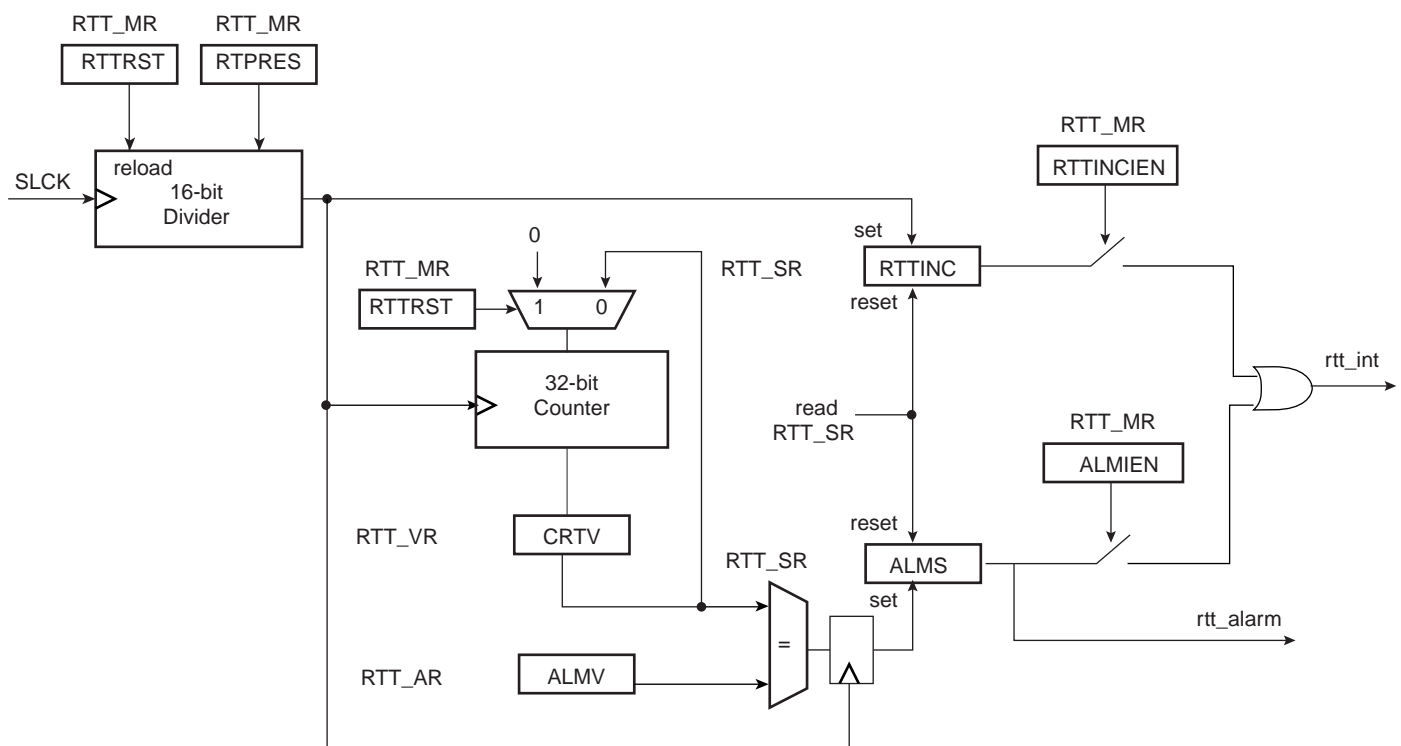 RTT_MR
RTT_MR
RTTRST
RTPRES
reload
SLCK
16-bit
Divider
RTT_MR
RTTINCIEN
0
set
RTT_MR
RTT_SR
RTTINC
RTTRST
1
0
reset
32-bit
Counter
rtt_int
read
RTT_SR
RTT_MR
ALMIEN
reset
RTT_VR
CRTV
RTT_SR
ALMS
set
rtt_alarm
=
RTT_AR
ALMV